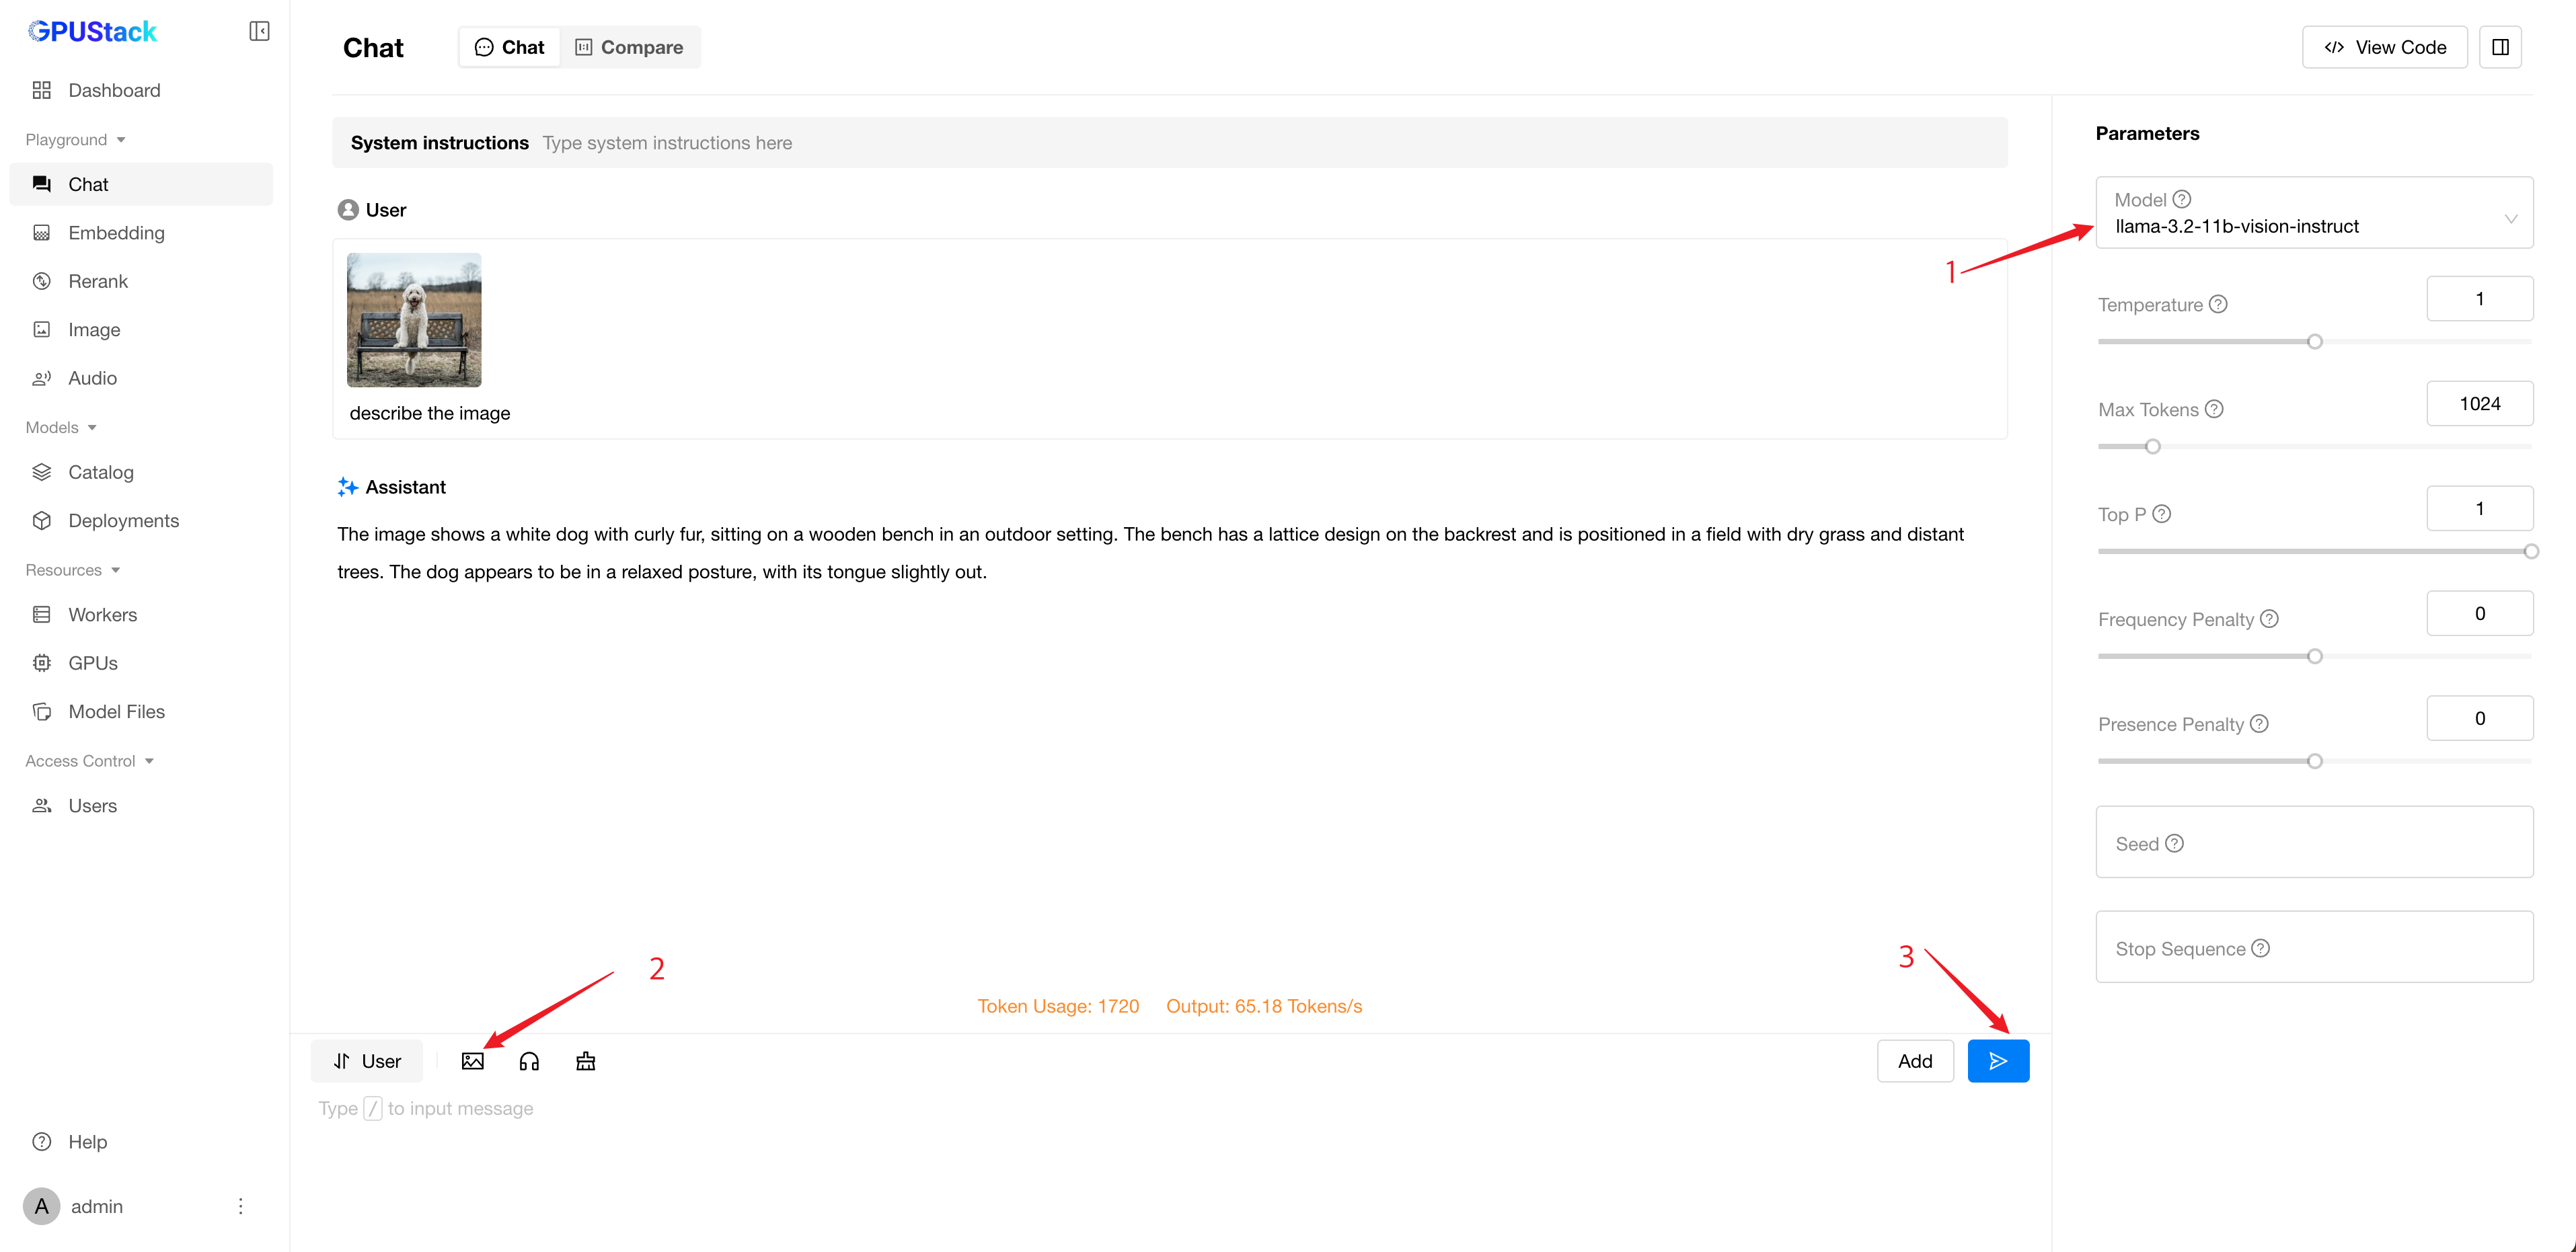 GPUStack
Dashboard
Playground
Chat
Embedding
Rerank
Image
Audio
Models
Catalog
Deployments
Resources
Workers
GPUs
Model Files
Access Control
Users
Help
A admin
Chat
Chat
Compare
</> View Code
System instructions Type system instructions here
User
describe the image
Assistant
The image shows a white dog with curly fur, sitting on a wooden bench in an outdoor setting. The bench has a lattice design on the backrest and is positioned in a field with dry grass and distant
trees. The dog appears to be in a relaxed posture, with its tongue slightly out.
Token Usage: 1720 Output: 65.18 Tokens/s
2
3
User
Add
Type / to input message
Parameters
Model ?
llama-3.2-11b-vision-instruct
1
Temperature ? 1
Max Tokens ? 1024
Top P ? 1
Frequency Penalty ? 0
Presence Penalty ? 0
Seed ?
Stop Sequence ?